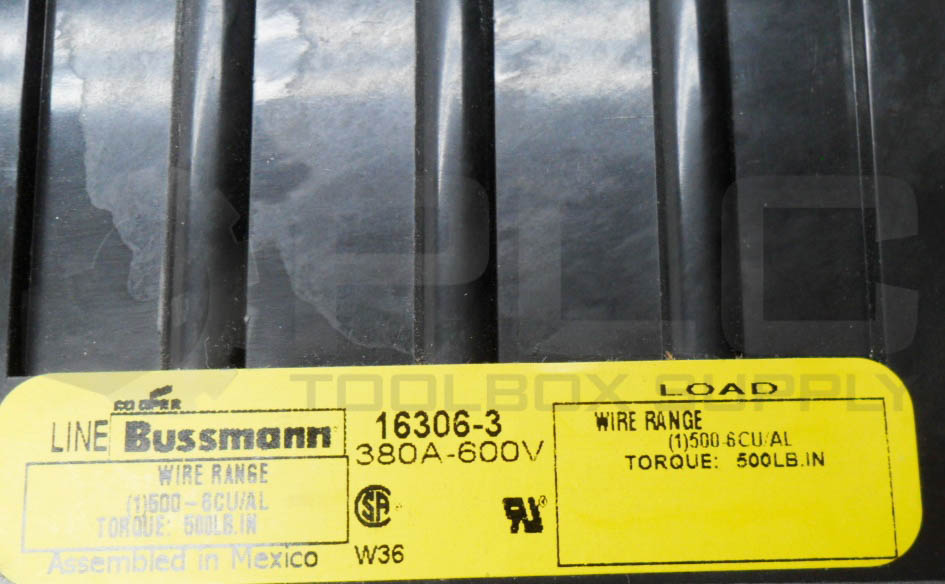 PLC
TOOLBOX SUPPLY
COOPER
LINE Bussmann
16306-3
380A-600V
WIRE RANGE
(1)500-6CU/AL
TORQUE: 500LB.IN
Assembled in Mexico
W36
LOAD
WIRE RANGE
(1)500-6CU/AL
TORQUE: 500LB.IN